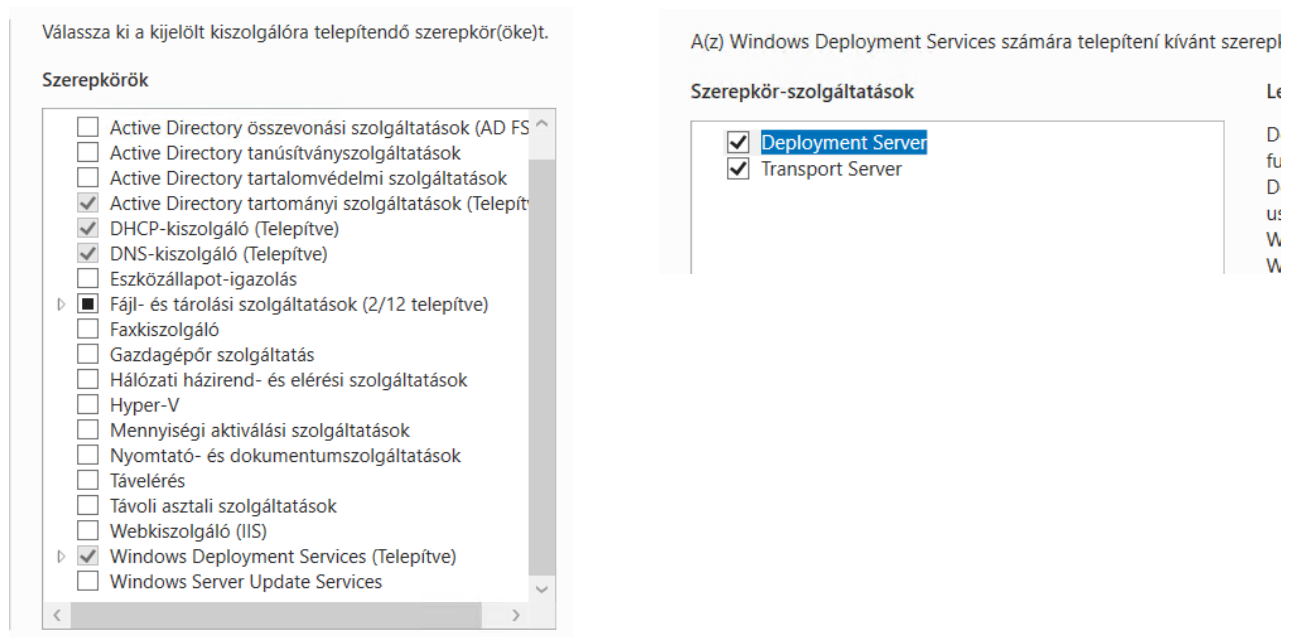 Válassza ki a kijelölt kiszolgálóra telepítendő szerepkör(öke)t.
Szerepkörök
Active Directory összevonási szolgáltatások (AD FS
Active Directory tanúsítványszolgáltatások
Active Directory tartalomvédelmi szolgáltatások
Active Directory tartományi szolgáltatások (Telepít
DHCP-kiszolgáló (Telepítve)
DNS-kiszolgáló (Telepítve)
Eszközállapot-igazolás
Fájl- és tárolási szolgáltatások (2/12 telepítve)
Faxkiszolgáló
Gazdagépőr szolgáltatás
Hálózati házirend- és elérési szolgáltatások
Hyper-V
Mennyiségi aktiválási szolgáltatások
Nyomtató- és dokumentumszolgáltatások
Távelérés
Távoli asztali szolgáltatások
Webkiszolgáló (IIS)
Windows Deployment Services (Telepítve)
Windows Server Update Services
A(z) Windows Deployment Services számára telepítení kívánt szerepk
Szerepkör-szolgáltatások
Deployment Server
Transport Server